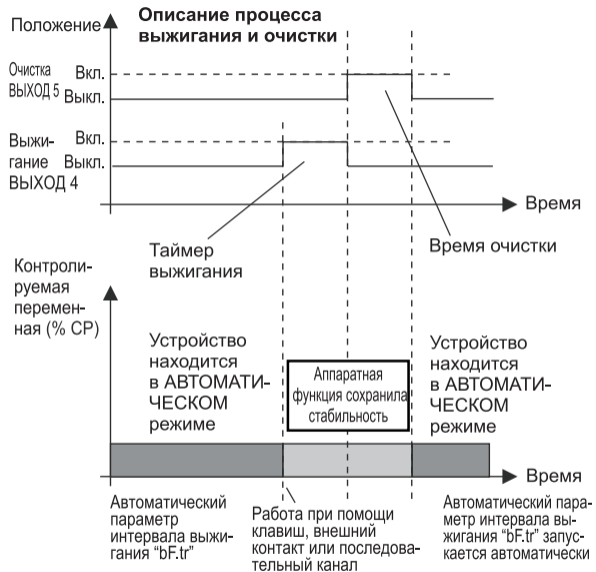 Описание процесса
выжигания и очистки
Положение
Очистка
ВЫХОД 5
Вкл.
Выкл.
Выжи-
гание
ВЫХОД 4
Вкл.
Выкл.
Время
Таймер
выжигания
Время очистки
Контроли-
руемая
перемен-
ная (% CP)
Устройство
находится
в АВТОМАТИ-
ЧЕСКОМ
режиме
Аппаратная
функция сохранила
стабильность
Устройство
находится
в АВТОМАТИ-
ЧЕСКОМ
режиме
Время
Автоматический
параметр
интервала выжи-
гания “bF.tr”
Работа при помощи
клавиш, внешний
контакт или последова-
тельный канал
Автоматический пара-
метр интервала вы-
жигания “bF.tr” запус-
кается автоматически